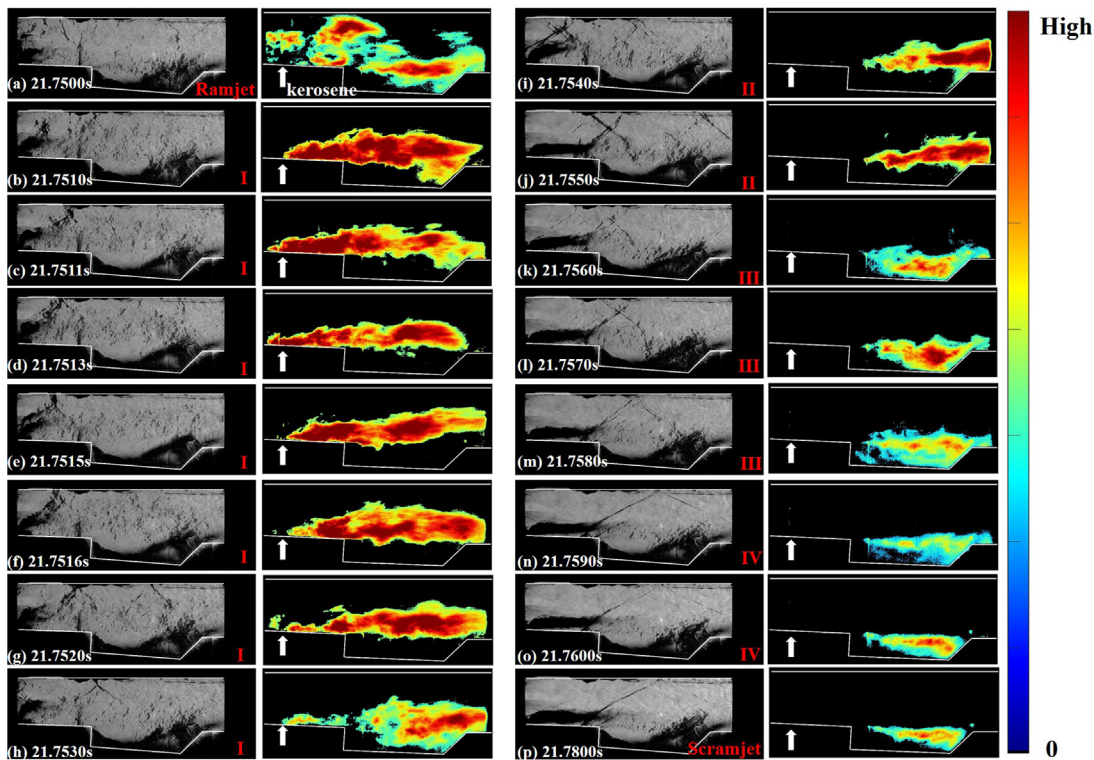 (a) 21.7500s Ramjet
kerosene
(b) 21.7510s I
(c) 21.7511s I
(d) 21.7513s I
(e) 21.7515s I
(f) 21.7516s I
(g) 21.7520s I
(h) 21.7530s I
(i) 21.7540s II
(j) 21.7550s II
(k) 21.7560s III
(l) 21.7570s III
(m) 21.7580s III
(n) 21.7590s IV
(o) 21.7600s IV
(p) 21.7800s Scramjet
High
0